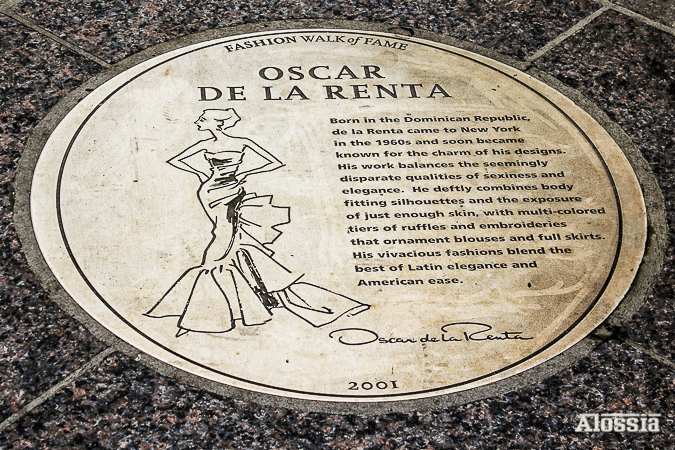 FASHION WALK of FAME
OSCAR
DE LA RENTA
Born in the Dominican Republic,
de la Renta came to New York
in the 1960s and soon became
known for the charm of his designs.
His work balances the seemingly
disparate qualities of sexiness and
elegance. He deftly combines body
fitting silhouettes and the exposure
of just enough skin, with multi-colored
tiers of ruffles and embroideries
that ornament blouses and full skirts.
His vivacious fashions blend the
best of Latin elegance and
American ease.
Oscar de la Renta
2001
Alossia